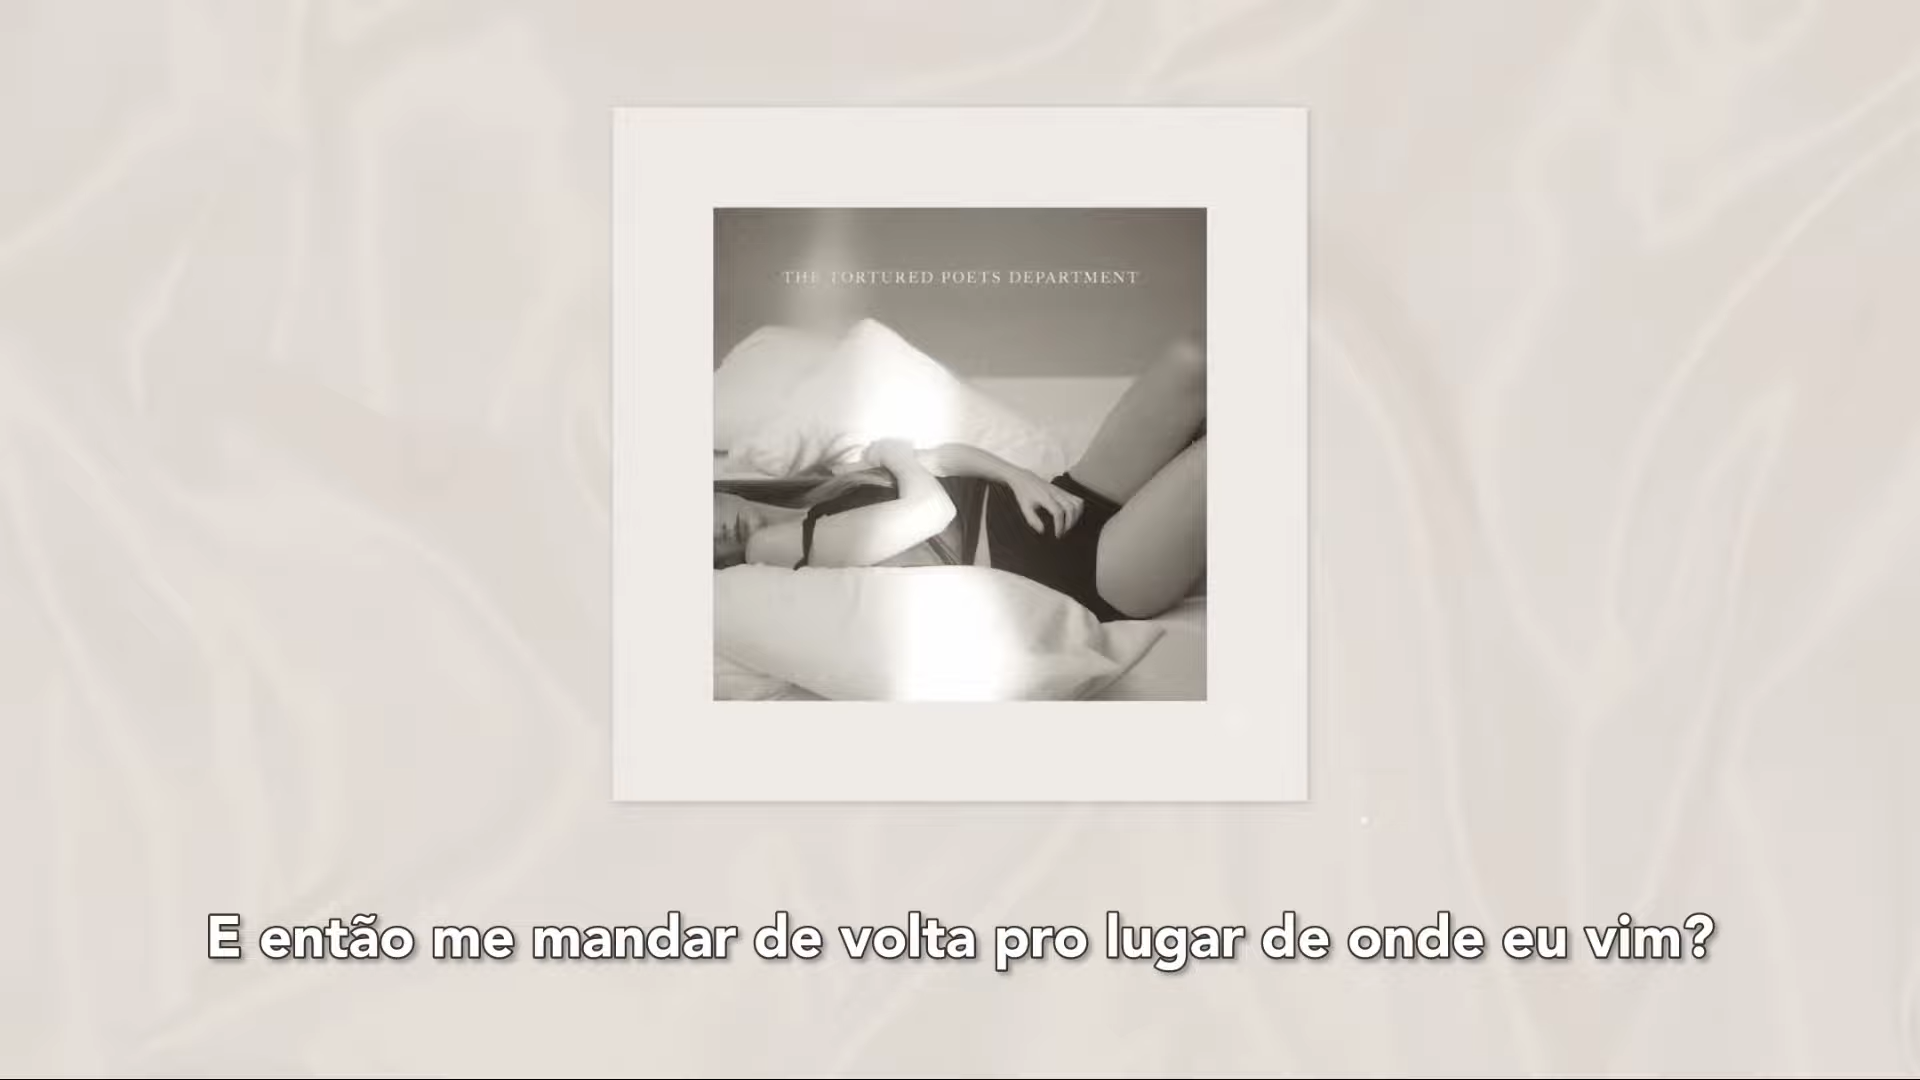 THE TORTURED POETS DEPARTMENT
E então me mandar de volta pro lugar de onde eu vim?